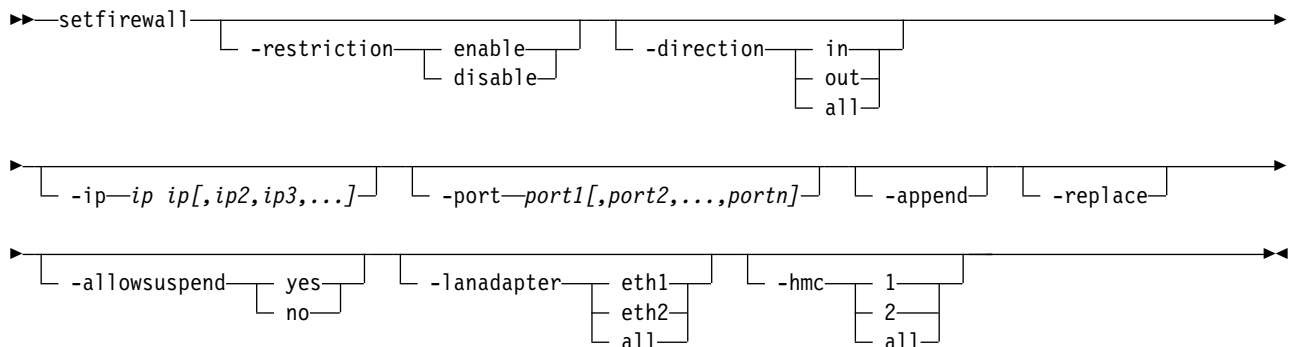 setfirewall
-restriction enable -direction in
disable out
all
-ip ip ip[,ip2,ip3,...] -port port1[,port2,...,portn] -append -replace
-allowsuspend yes -lanadapter eth1 -hmc 1
no eth2 2
all all